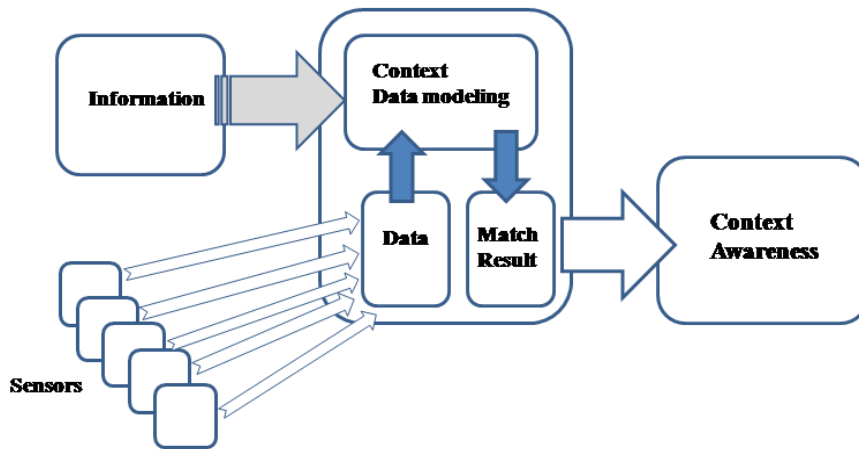 Information
Context
Data modeling
Data
Match
Result
Context
Awareness
Sensors